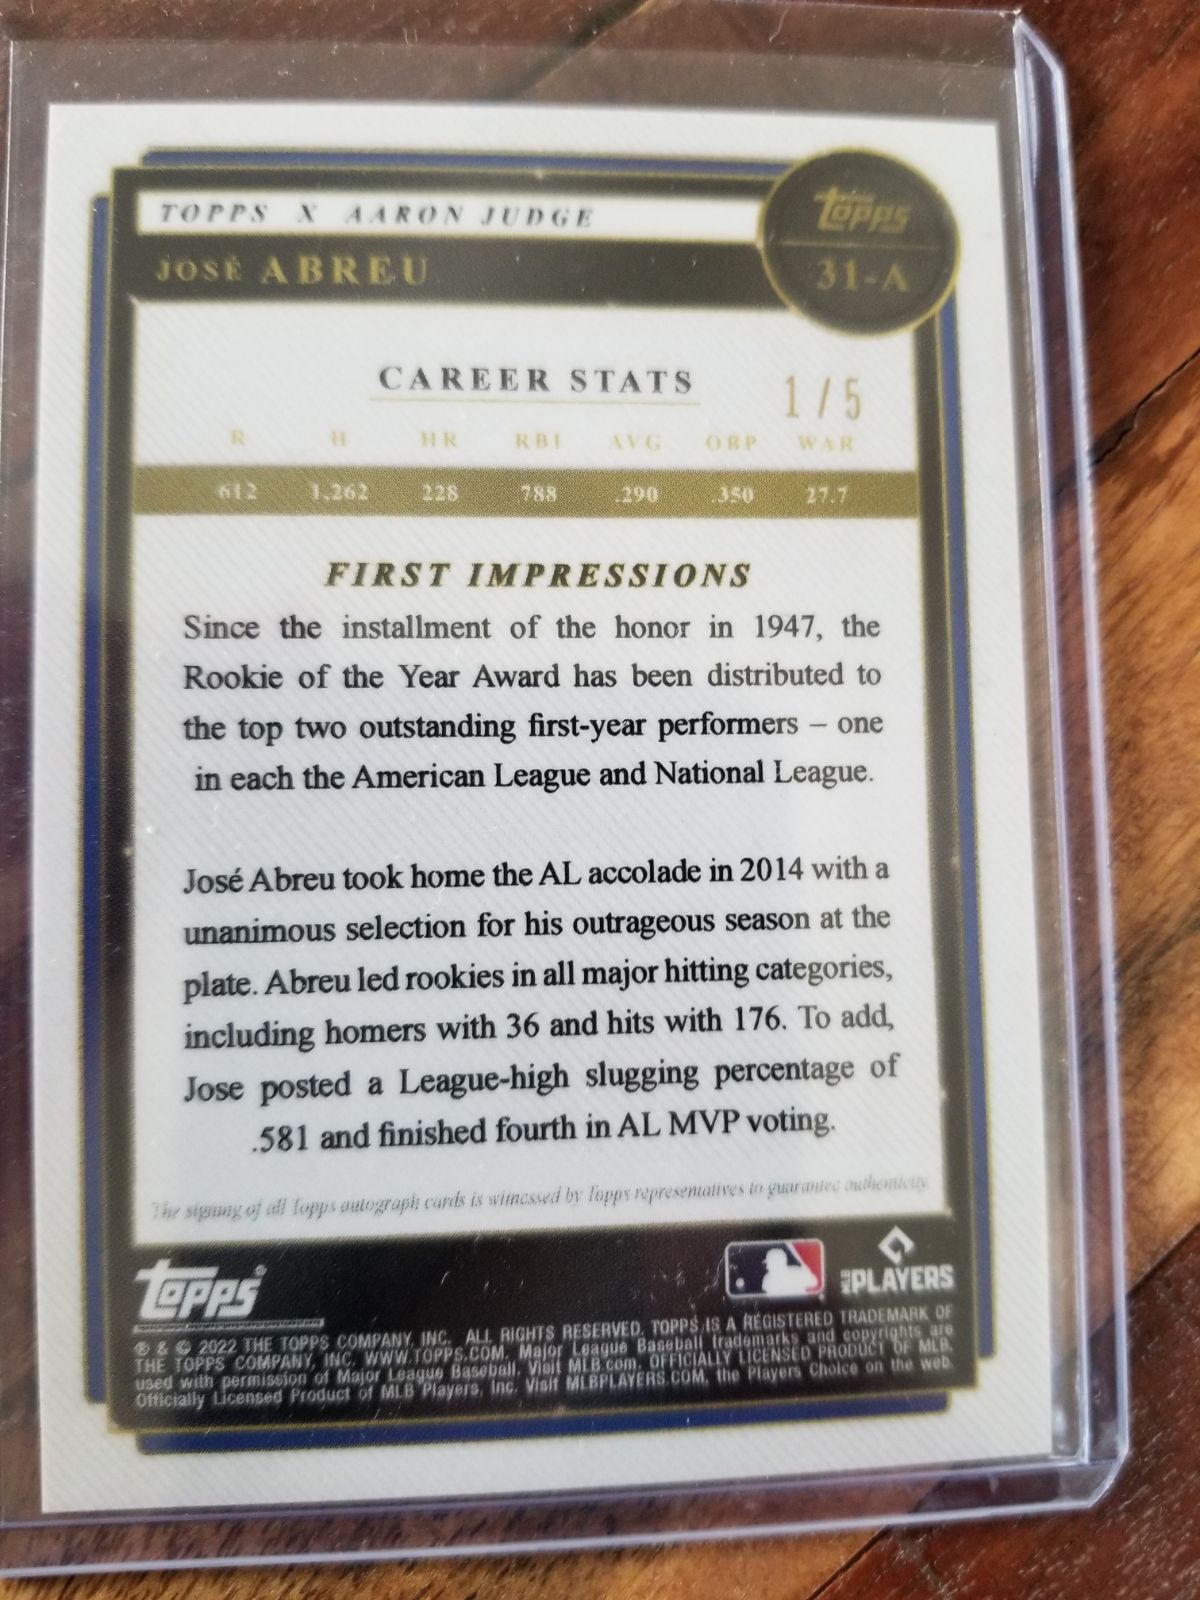 TOPPS X AARON JUDGE
topps
JOSÉ ABREU
31-A
CAREER STATS
1/5
R H HR RBI AVG OBP WAR
612 1,262 228 788 .290 .350 27.7
FIRST IMPRESSIONS
Since the installment of the honor in 1947, the
Rookie of the Year Award has been distributed to
the top two outstanding first-year performers – one
in each the American League and National League.
José Abreu took home the AL accolade in 2014 with a
unanimous selection for his outrageous season at the
plate. Abreu led rookies in all major hitting categories,
including homers with 36 and hits with 176. To add,
Jose posted a League-high slugging percentage of
.581 and finished fourth in AL MVP voting.
The signing of all Topps autograph cards is witnessed by Topps representatives to guarantee authenticity.
topps®
MLB PLAYERS
® & © 2022 THE TOPPS COMPANY, INC. ALL RIGHTS RESERVED. TOPPS IS A REGISTERED TRADEMARK OF
THE TOPPS COMPANY, INC. WWW.TOPPS.COM. Major League Baseball trademarks and copyrights are
used with permission of Major League Baseball. Visit MLB.com. OFFICIALLY LICENSED PRODUCT OF MLB
Officially Licensed Product of MLB Players, Inc. Visit MLBPLAYERS.COM, the Players Choice on the web.